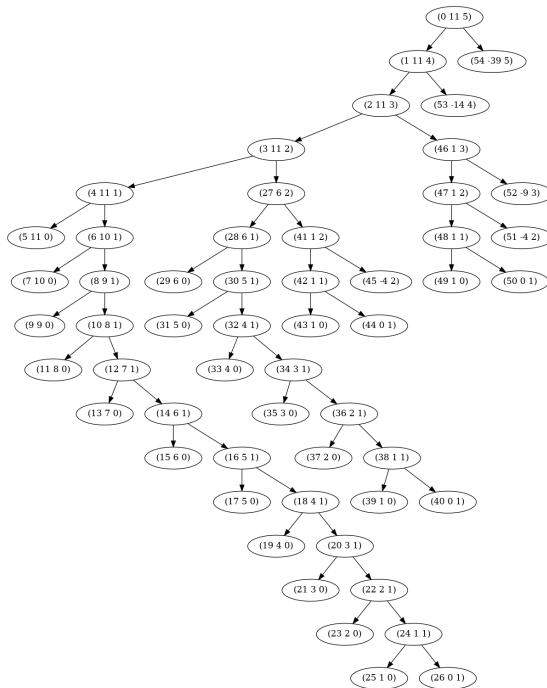 (0 11 5)
(1 11 4) (54 -39 5)
(2 11 3) (53 -14 4)
(3 11 2) (46 1 3)
(4 11 1) (27 6 2) (47 1 2) (52 -9 3)
(5 11 0) (6 10 1) (28 6 1) (41 1 2) (48 1 1) (51 -4 2)
(7 10 0) (8 9 1) (29 6 0) (30 5 1) (42 1 1) (45 -4 2) (49 1 0) (50 0 1)
(9 9 0) (10 8 1) (31 5 0) (32 4 1) (43 1 0) (44 0 1)
(11 8 0) (12 7 1) (33 4 0) (34 3 1)
(13 7 0) (14 6 1) (35 3 0) (36 2 1)
(15 6 0) (16 5 1) (37 2 0) (38 1 1)
(17 5 0) (18 4 1) (39 1 0) (40 0 1)
(19 4 0) (20 3 1)
(21 3 0) (22 2 1)
(23 2 0) (24 1 1)
(25 1 0) (26 0 1)